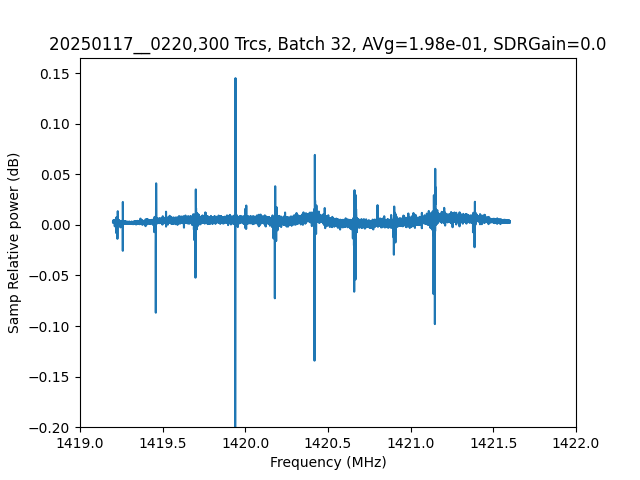 20250117__0220,300 Trcs, Batch 32, AVg=1.98e-01, SDRGain=0.0
Samp Relative power (dB)
0.15
0.10
0.05
0.00
−0.05
−0.10
−0.15
−0.20
1419.0 1419.5 1420.0 1420.5 1421.0 1421.5 1422.0
Frequency (MHz)